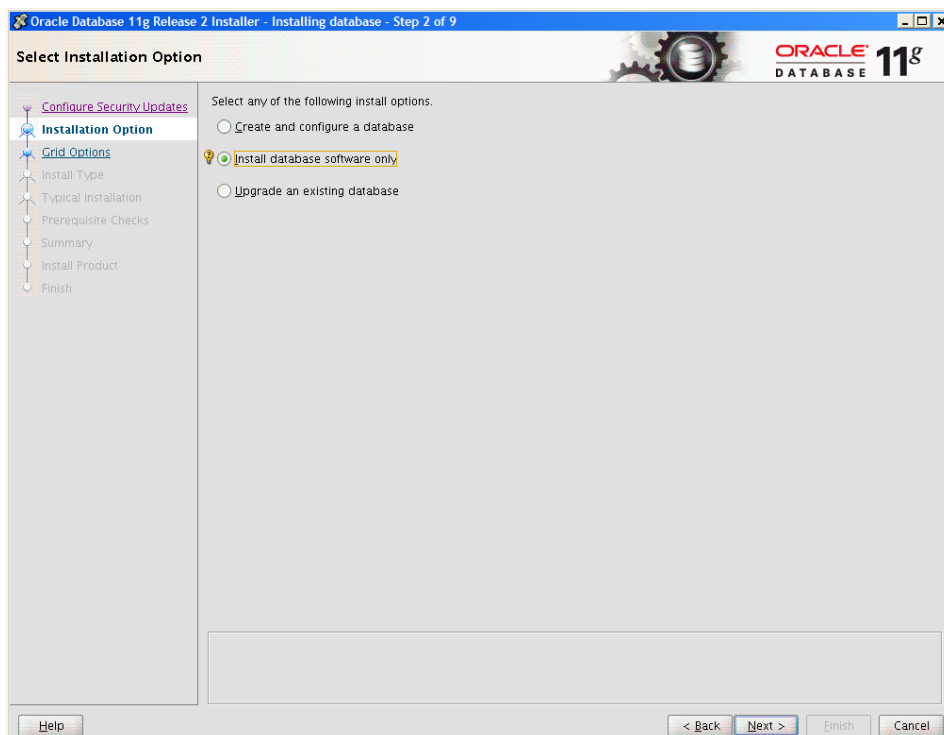 Oracle Database 11g Release 2 Installer - Installing database - Step 2 of 9
Select Installation Option
ORACLE
DATABASE 11g
Configure Security Updates
Installation Option
Grid Options
Install Type
Typical Installation
Prerequisite Checks
Summary
Install Product
Finish
Select any of the following install options.
Create and configure a database
Install database software only
Upgrade an existing database
Help
< Back
Next >
Finish
Cancel